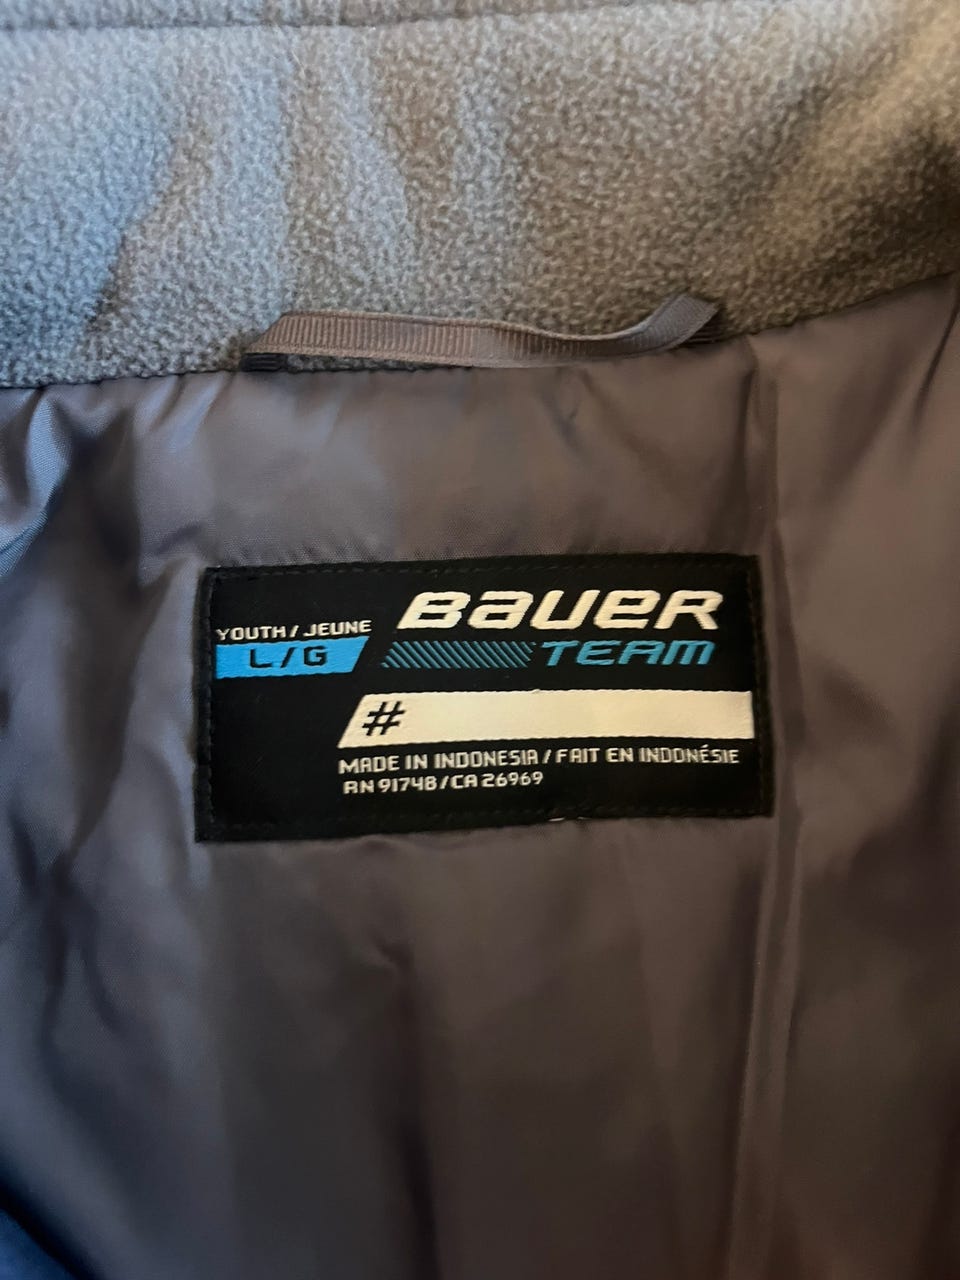 BAUER
TEAM
YOUTH / JEUNE
L/G
#
MADE IN INDONESIA / FAIT EN INDONÉSIE
RN 91748 / CA 26969